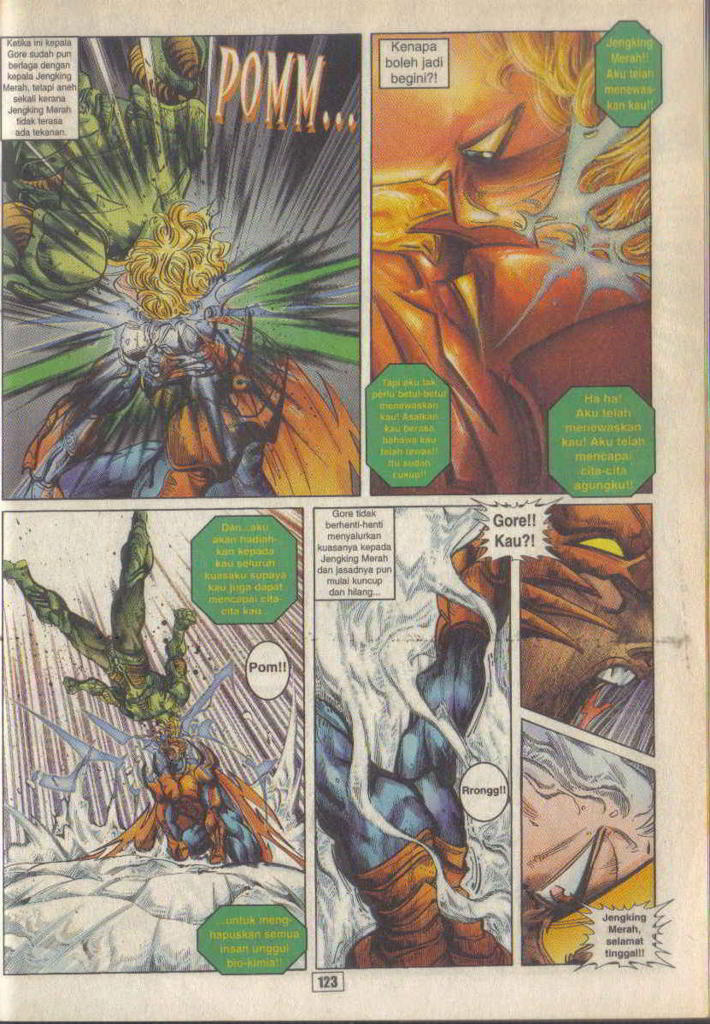 Ketika ini kepala
Gore sudah pun
berlaga dengan
kepala Jengking
Merah, tetapi aneh
sekali kerana
Jengking Merah
tidak terasa
ada tekanan.
POMM...
Kenapa
boleh jadi
begini?!
Jengking
Merah!!
Aku telah
menewas-
kan kau!!
Tapi aku tak
perlu betul-betul
menewaskan
kau! Asalkan
kau berasa
bahawa kau
telah tewas!!
Itu sudah
cukup!!
Ha ha!
Aku telah
menewaskan
kau! Aku telah
mencapai
cita-cita
agungku!!
Dan...aku
akan hadiah-
kan kepada
kau seluruh
kuasaku supaya
kau juga dapat
mencapai cita-
cita kau...
Pom!!
...untuk meng-
hapuskan semua
insan unggul
bio-kimia!!
Gore tidak
berhenti-henti
menyalurkan
kuasanya kepada
Jengking Merah
dan jasadnya pun
mulai kuncup
dan hilang...
Rrongg!!
Gore!!
Kau?!
Jengking
Merah,
selamat
tinggal!!
123